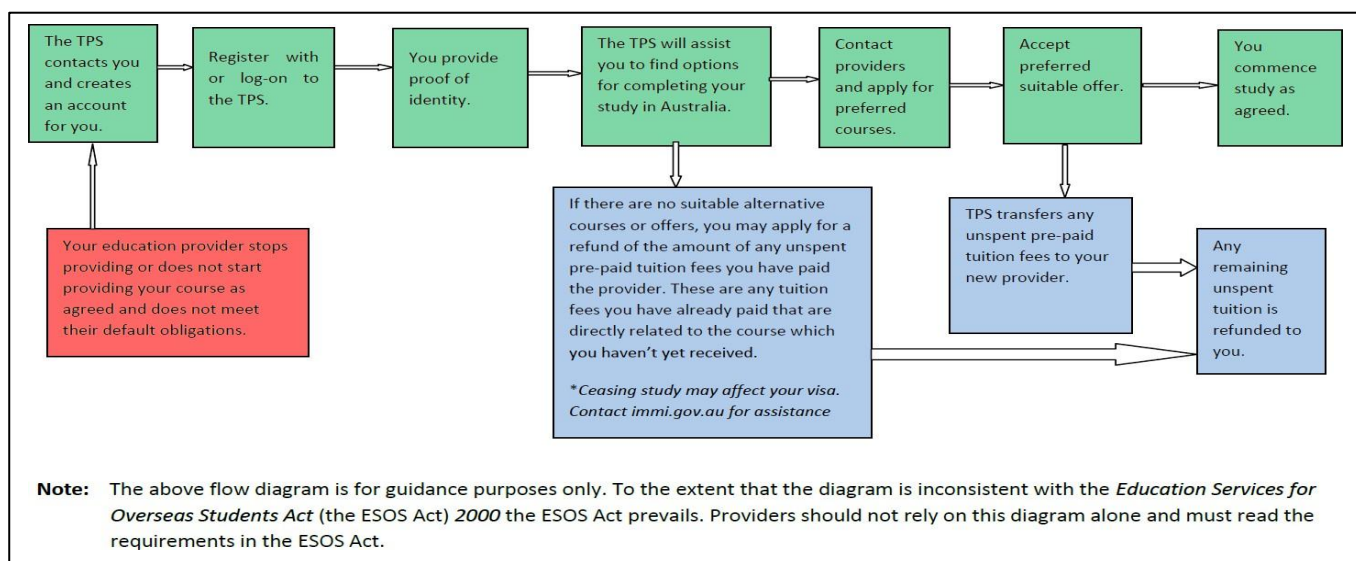 The TPS
contacts you
and creates
an account
for you.
Register with
or log-on to
the TPS.
You provide
proof of
identity.
The TPS will assist
you to find options
for completing your
study in Australia.
Contact
providers
and apply for
preferred
courses.
Accept
preferred
suitable offer.
You
commence
study as
agreed.
Your education provider stops
providing or does not start
providing your course as
agreed and does not meet
their default obligations.
If there are no suitable alternative
courses or offers, you may apply for a
refund of the amount of any unspent
pre-paid tuition fees you have paid
the provider. These are any tuition
fees you have already paid that are
directly related to the course which
you haven't yet received.
*Ceasing study may affect your visa.
Contact immi.gov.au for assistance
TPS transfers any
unspent pre-paid
tuition fees to your
new provider.
Any
remaining
unspent
tuition is
refunded to
you.
Note: The above flow diagram is for guidance purposes only. To the extent that the diagram is inconsistent with the Education Services for
Overseas Students Act (the ESOS Act) 2000 the ESOS Act prevails. Providers should not rely on this diagram alone and must read the
requirements in the ESOS Act.